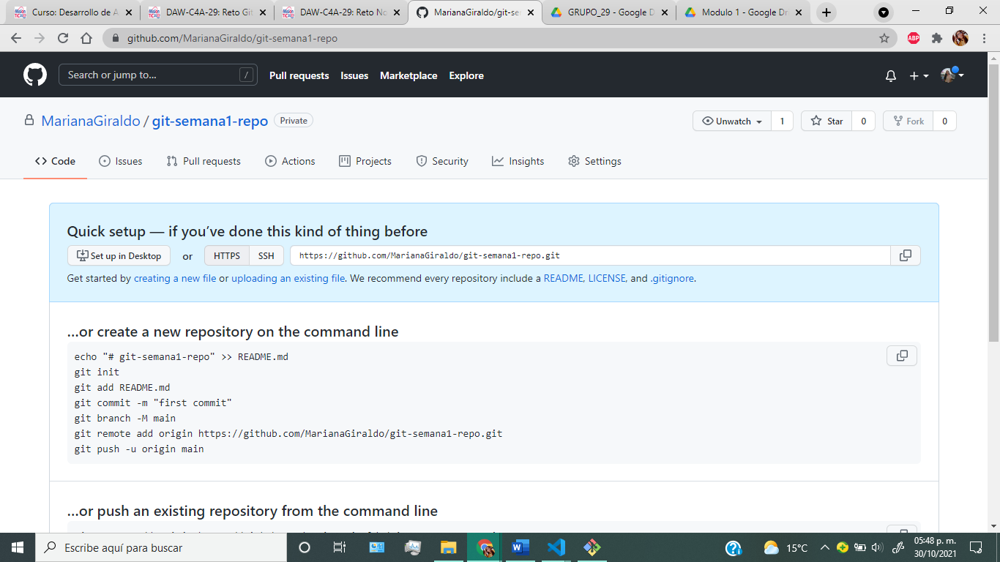 Curso: Desarrollo de A
DAW-C4A-29: Reto Git
DAW-C4A-29: Reto No
MarianaGiraldo/git-se
GRUPO_29 - Google D
Modulo 1 - Google Dr
github.com/MarianaGiraldo/git-semana1-repo
ABP
Search or jump to...
/
Pull requests
Issues
Marketplace
Explore
MarianaGiraldo / git-semana1-repo
Private
Unwatch
1
Star
0
Fork
0
Code
Issues
Pull requests
Actions
Projects
Security
Insights
Settings
Quick setup — if you’ve done this kind of thing before
Set up in Desktop
or
HTTPS
SSH
https://github.com/MarianaGiraldo/git-semana1-repo.git
Get started by creating a new file or uploading an existing file. We recommend every repository include a README, LICENSE, and .gitignore.
…or create a new repository on the command line
echo "# git-semana1-repo" >> README.md
git init
git add README.md
git commit -m "first commit"
git branch -M main
git remote add origin https://github.com/MarianaGiraldo/git-semana1-repo.git
git push -u origin main
…or push an existing repository from the command line
Escribe aquí para buscar
15°C
05:48 p. m.
30/10/2021